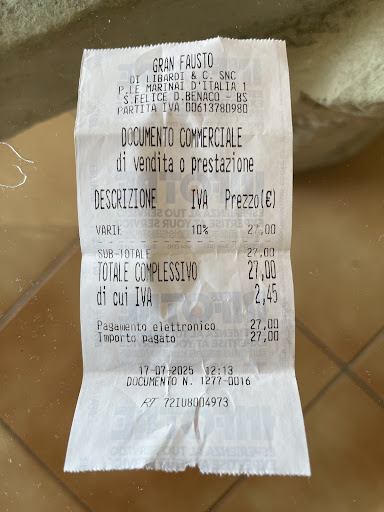 GRAN FAUSTO
DI LIBARDI & C. SNC
P.LE MARINAI D'ITALIA 1
S.FELICE D.BENACO - BS
PARTITA IVA 00613780980
DOCUMENTO COMMERCIALE
di vendita o prestazione
DESCRIZIONE IVA Prezzo(€)
VARIE 10% 27,00
SUB-TOTALE 27,00
TOTALE COMPLESSIVO 27,00
di cui IVA 2,45
Pagamento elettronico 27,00
Importo pagato 27,00
17-07-2025 12:13
DOCUMENTO N. 1277-0016
RT 72IU8004973